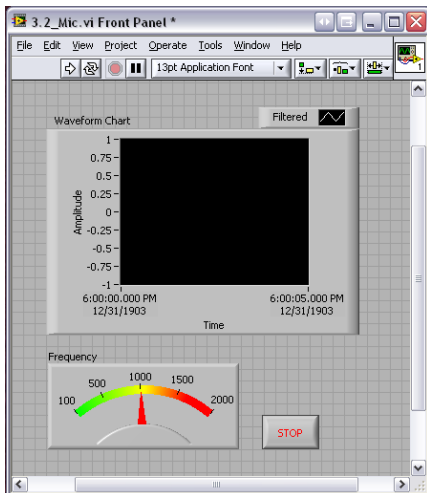 3.2_Mic.vi Front Panel *
File Edit View Project Operate Tools Window Help
13pt Application Font
1
Waveform Chart
Filtered
1
0.75
0.5
0.25
0
-0.25
-0.5
-0.75
-1
Amplitude
6:00:00.000 PM
12/31/1903
6:00:05.000 PM
12/31/1903
Time
Frequency
100 500 1000 1500 2000
STOP